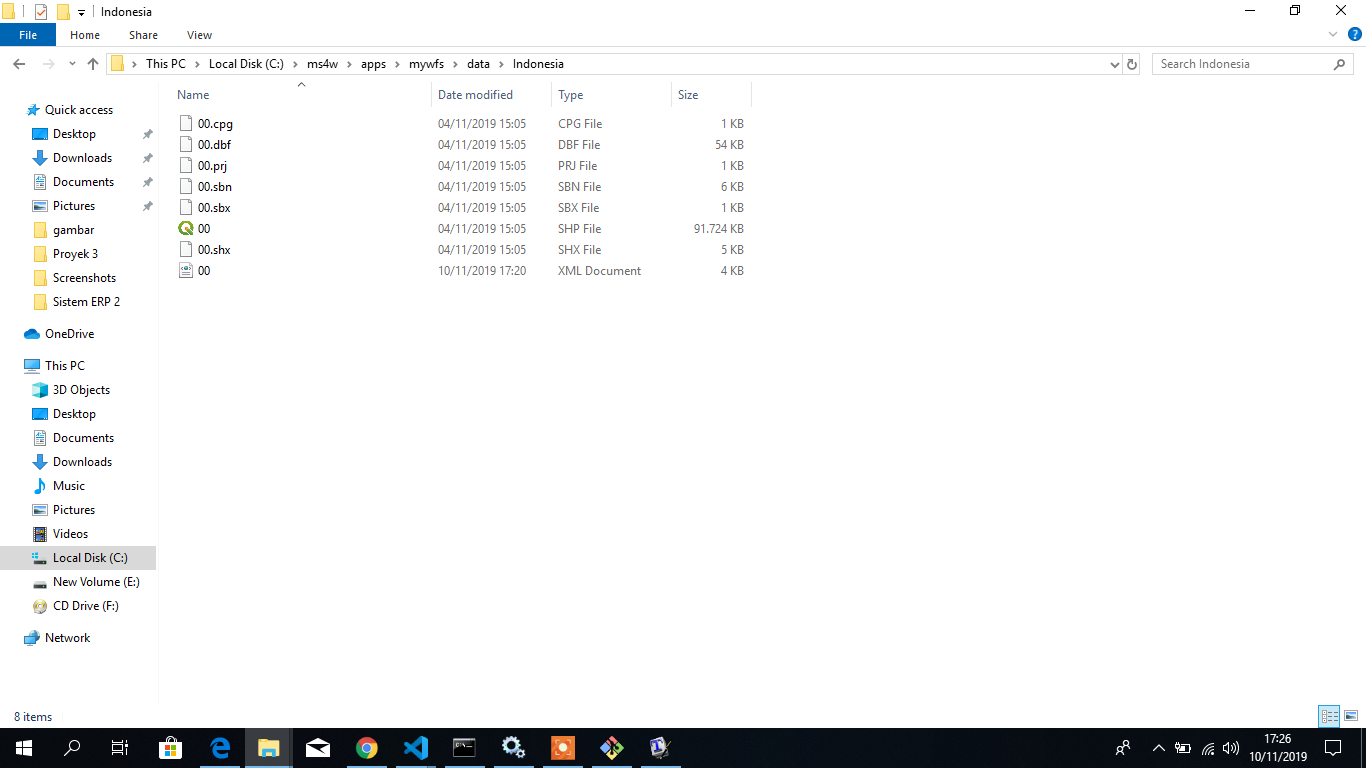 Indonesia
File Home Share View
This PC Local Disk (C:) ms4w apps mywfs data Indonesia
Search Indonesia
Name Date modified Type Size
00.cpg 04/11/2019 15:05 CPG File 1 KB
00.dbf 04/11/2019 15:05 DBF File 54 KB
00.prj 04/11/2019 15:05 PRJ File 1 KB
00.sbn 04/11/2019 15:05 SBN File 6 KB
00.sbx 04/11/2019 15:05 SBX File 1 KB
00 04/11/2019 15:05 SHP File 91.724 KB
00.shx 04/11/2019 15:05 SHX File 5 KB
00 10/11/2019 17:20 XML Document 4 KB
Quick access
Desktop
Downloads
Documents
Pictures
gambar
Proyek 3
Screenshots
Sistem ERP 2
OneDrive
This PC
3D Objects
Desktop
Documents
Downloads
Music
Pictures
Videos
Local Disk (C:)
New Volume (E:)
CD Drive (F:)
Network
8 items
17:26
10/11/2019